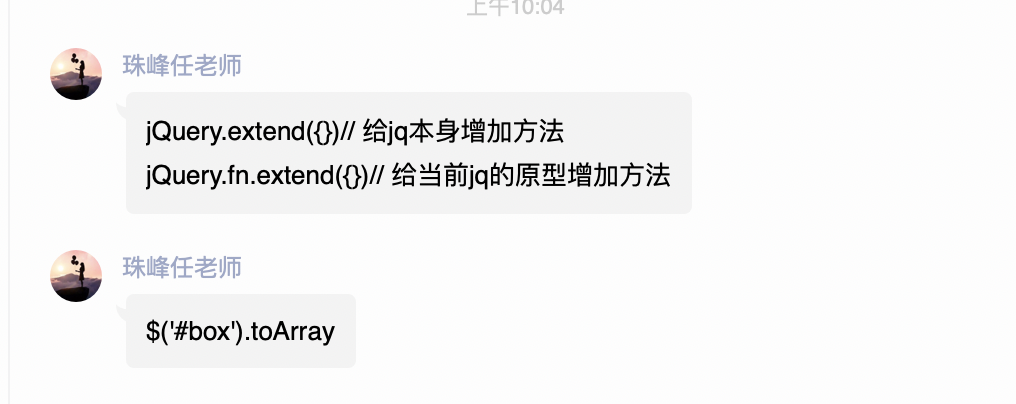 上午10:04
珠峰任老师
jQuery.extend({})// 给jq本身增加方法
jQuery.fn.extend({})// 给当前jq的原型增加方法
珠峰任老师
$('#box').toArray